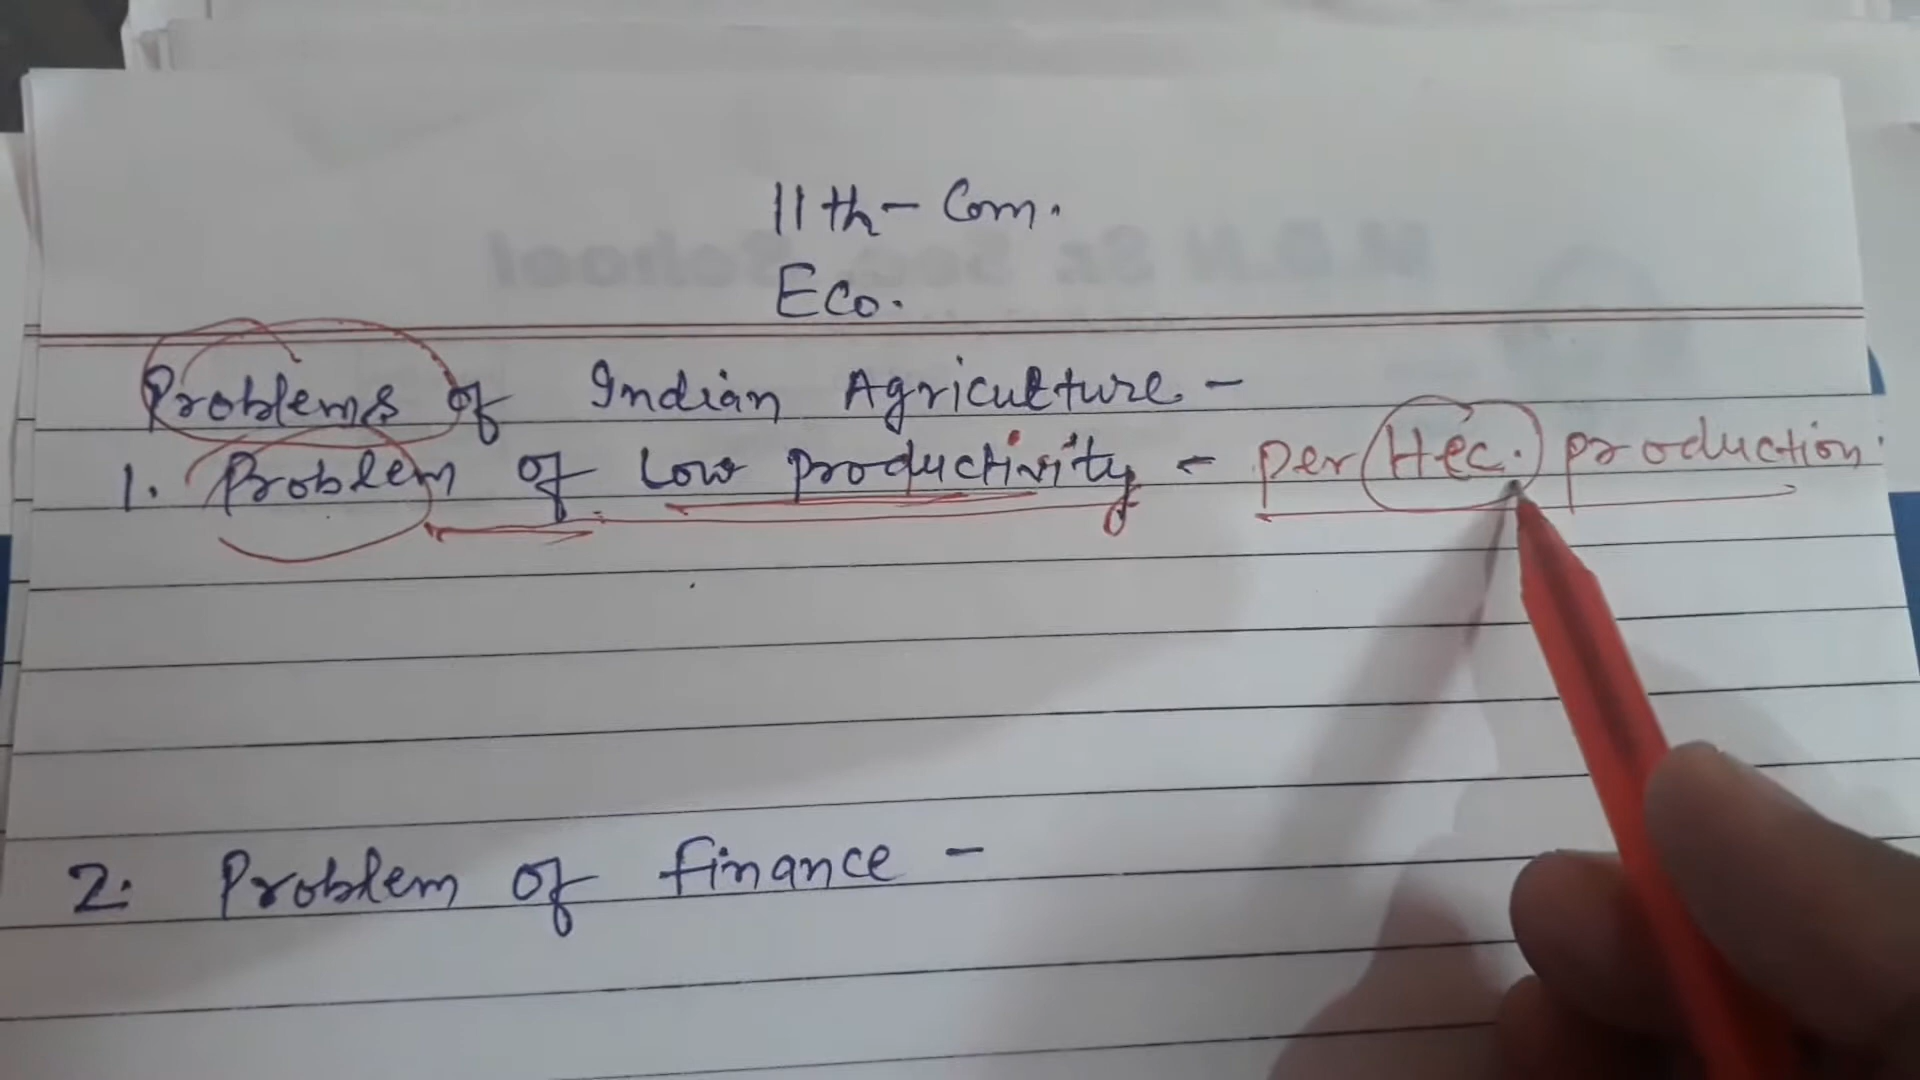 11th - Com.
Eco.
Problems of Indian Agriculture. -
1. Problem of Low Productivity - per Hec. production.
2. Problem of finance -